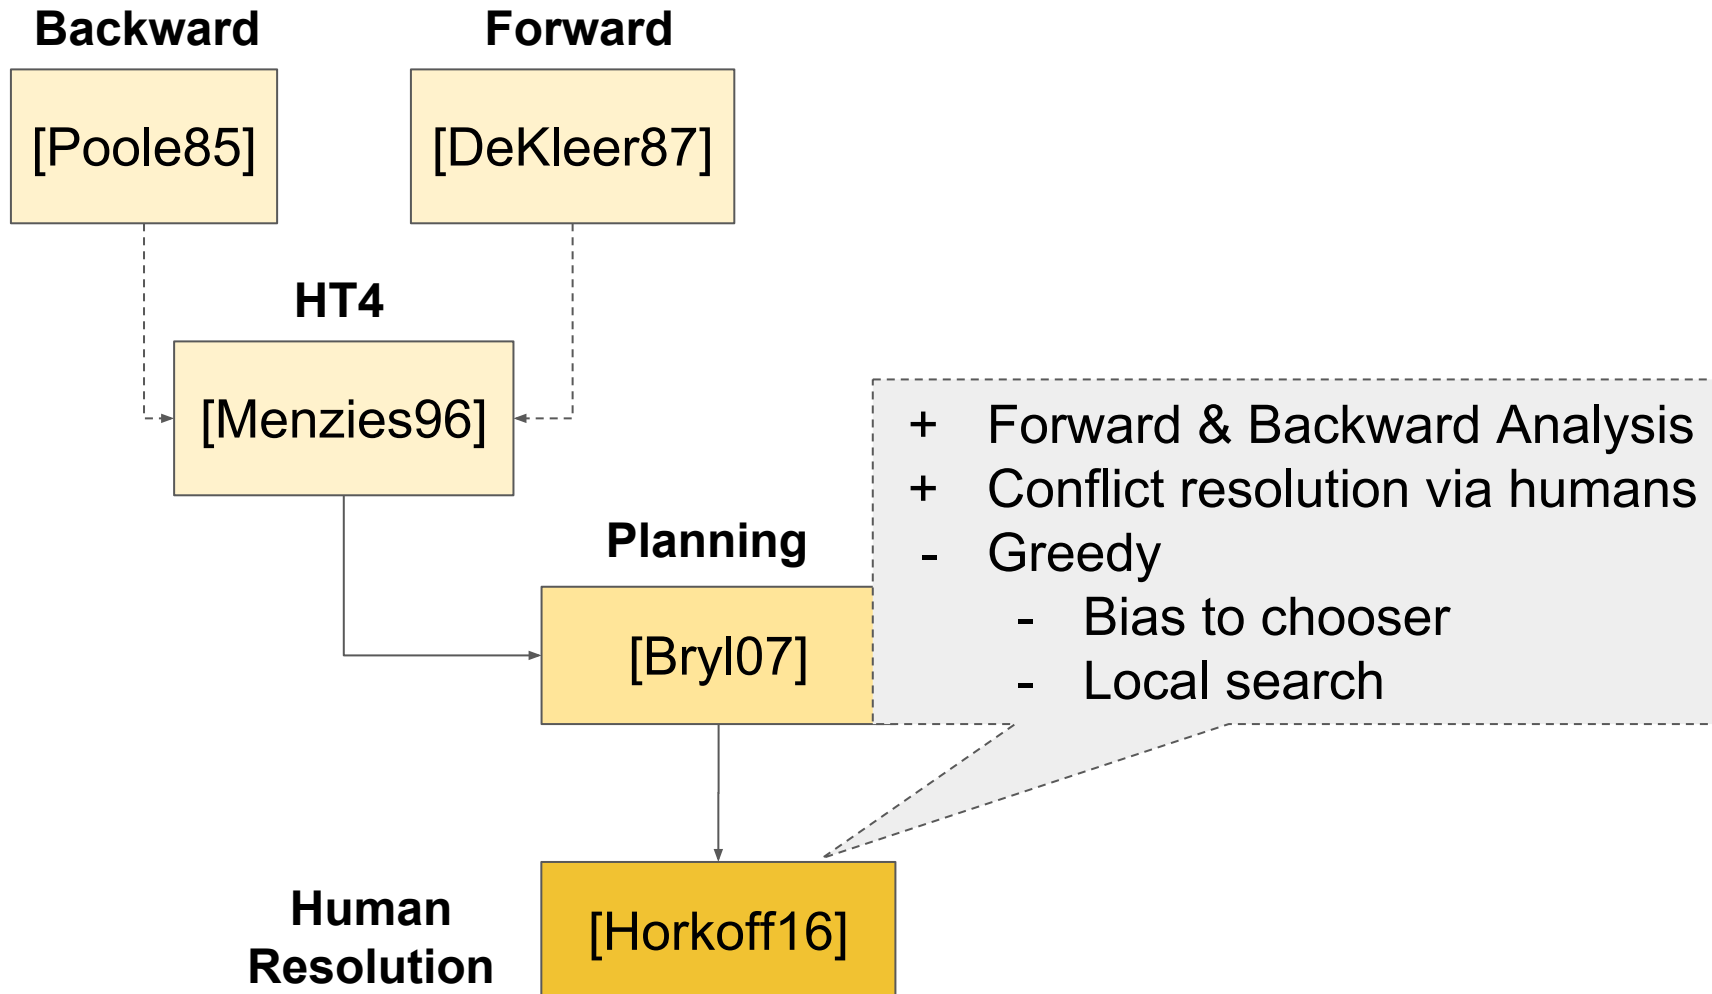 Backward
Forward
[Poole85]
[DeKleer87]
HT4
[Menzies96]
+ Forward & Backward Analysis
+ Conflict resolution via humans
- Greedy
- Bias to chooser
- Local search
Planning
[Bryl07]
Human
Resolution
[Horkoff16]